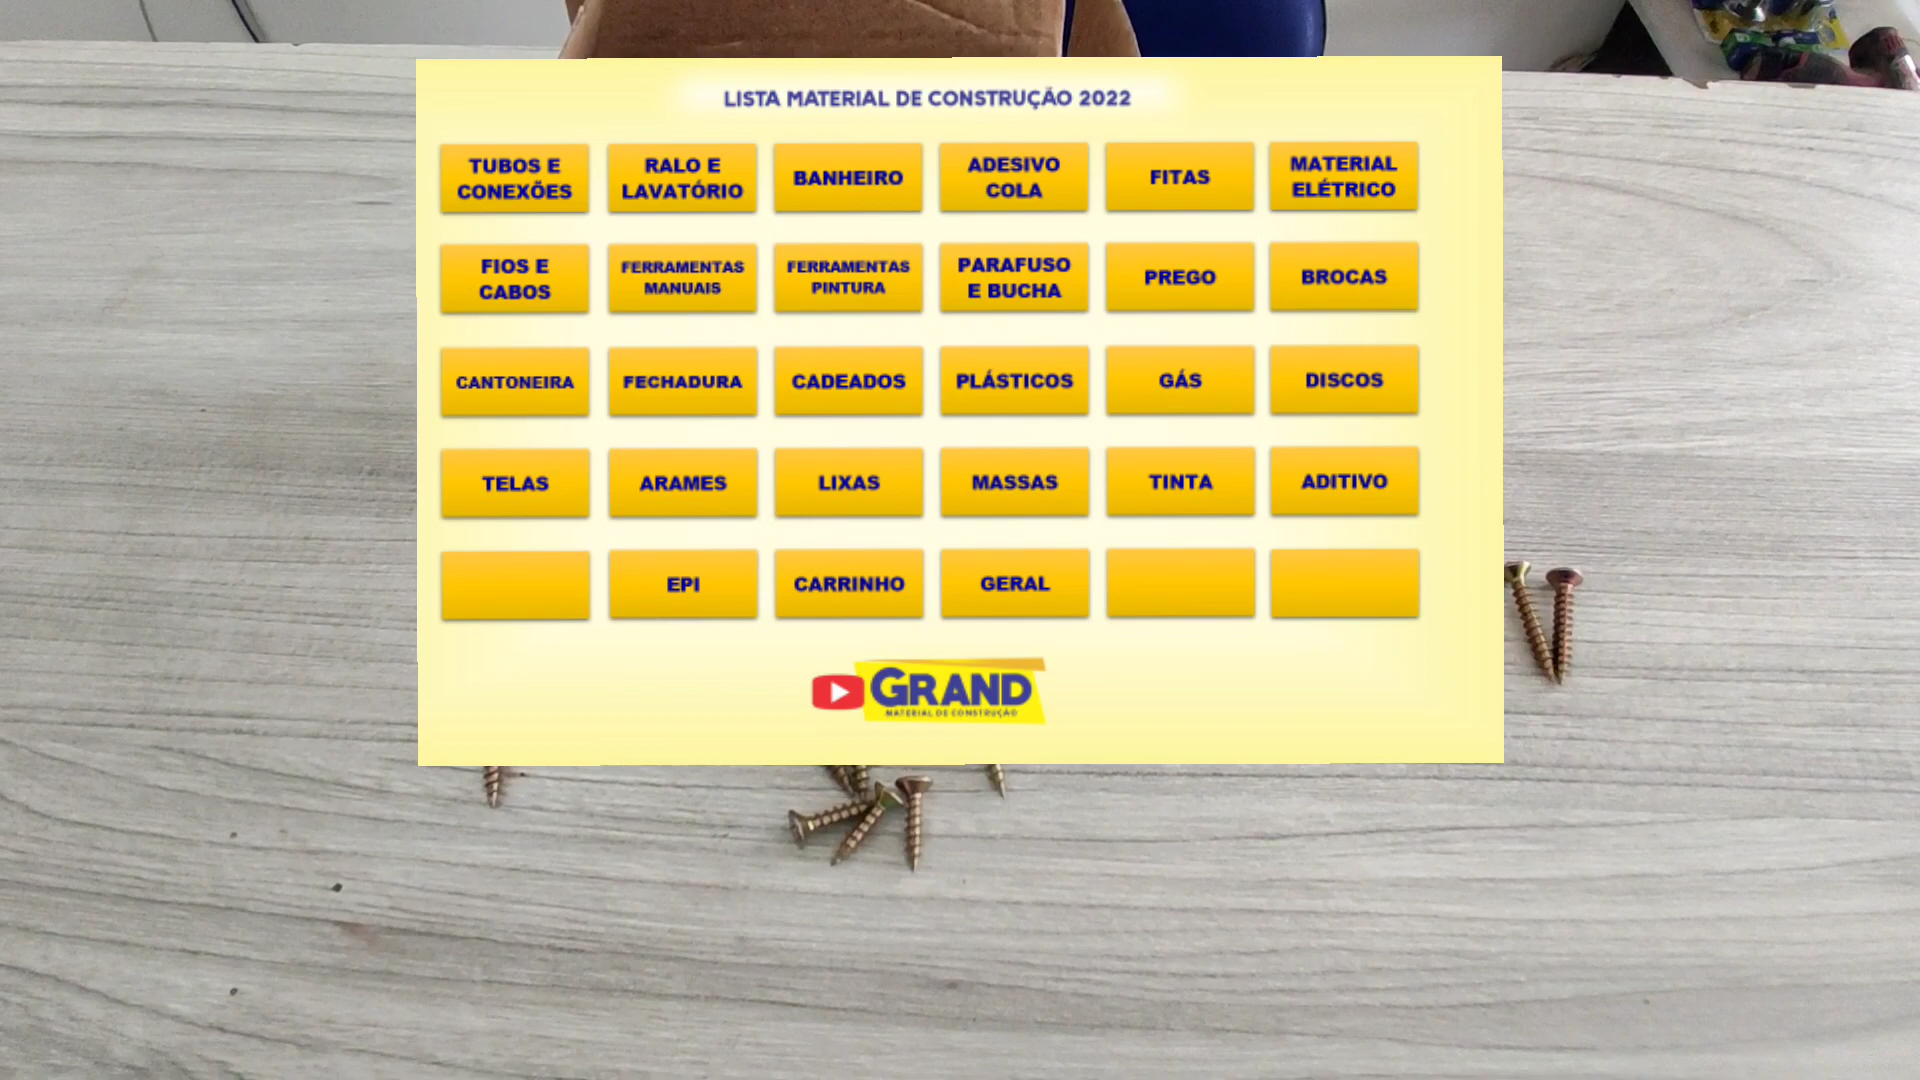 LISTA MATERIAL DE CONSTRUÇÃO 2022
TUBOS E
CONEXÕES
RALO E
LAVATÓRIO
BANHEIRO
ADESIVO
COLA
FITAS
MATERIAL
ELÉTRICO
FIOS E
CABOS
FERRAMENTAS
MANUAIS
FERRAMENTAS
PINTURA
PARAFUSO
E BUCHA
PREGO
BROCAS
CANTONEIRA
FECHADURA
CADEADOS
PLÁSTICOS
GÁS
DISCOS
TELAS
ARAMES
LIXAS
MASSAS
TINTA
ADITIVO
EPI
CARRINHO
GERAL
GRAND
MATERIAL DE CONSTRUÇÃO